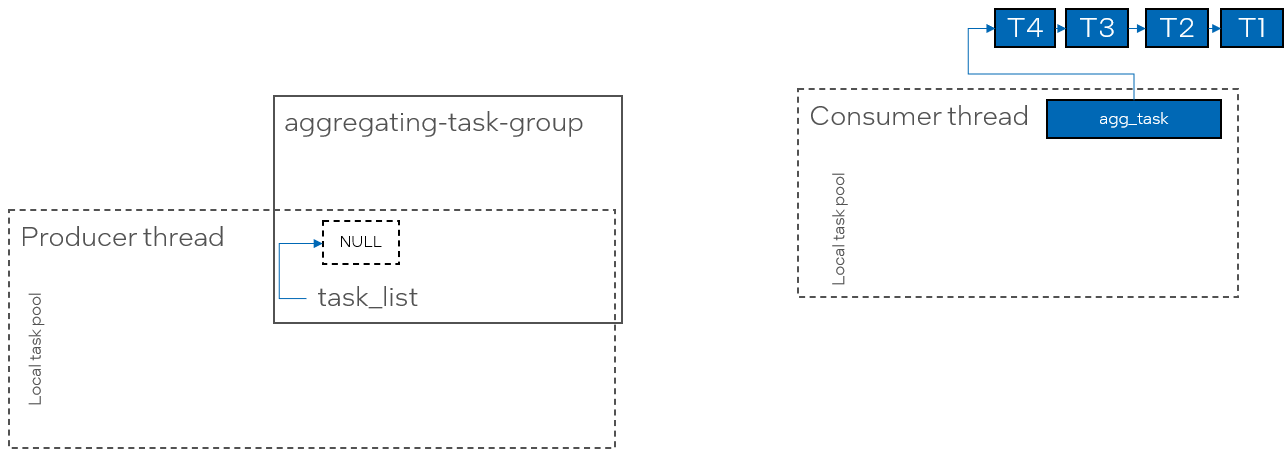 T4 T3 T2 T1
aggregating-task-group
Consumer thread
agg_task
Local task pool
Producer thread
NULL
task_list
Local task pool